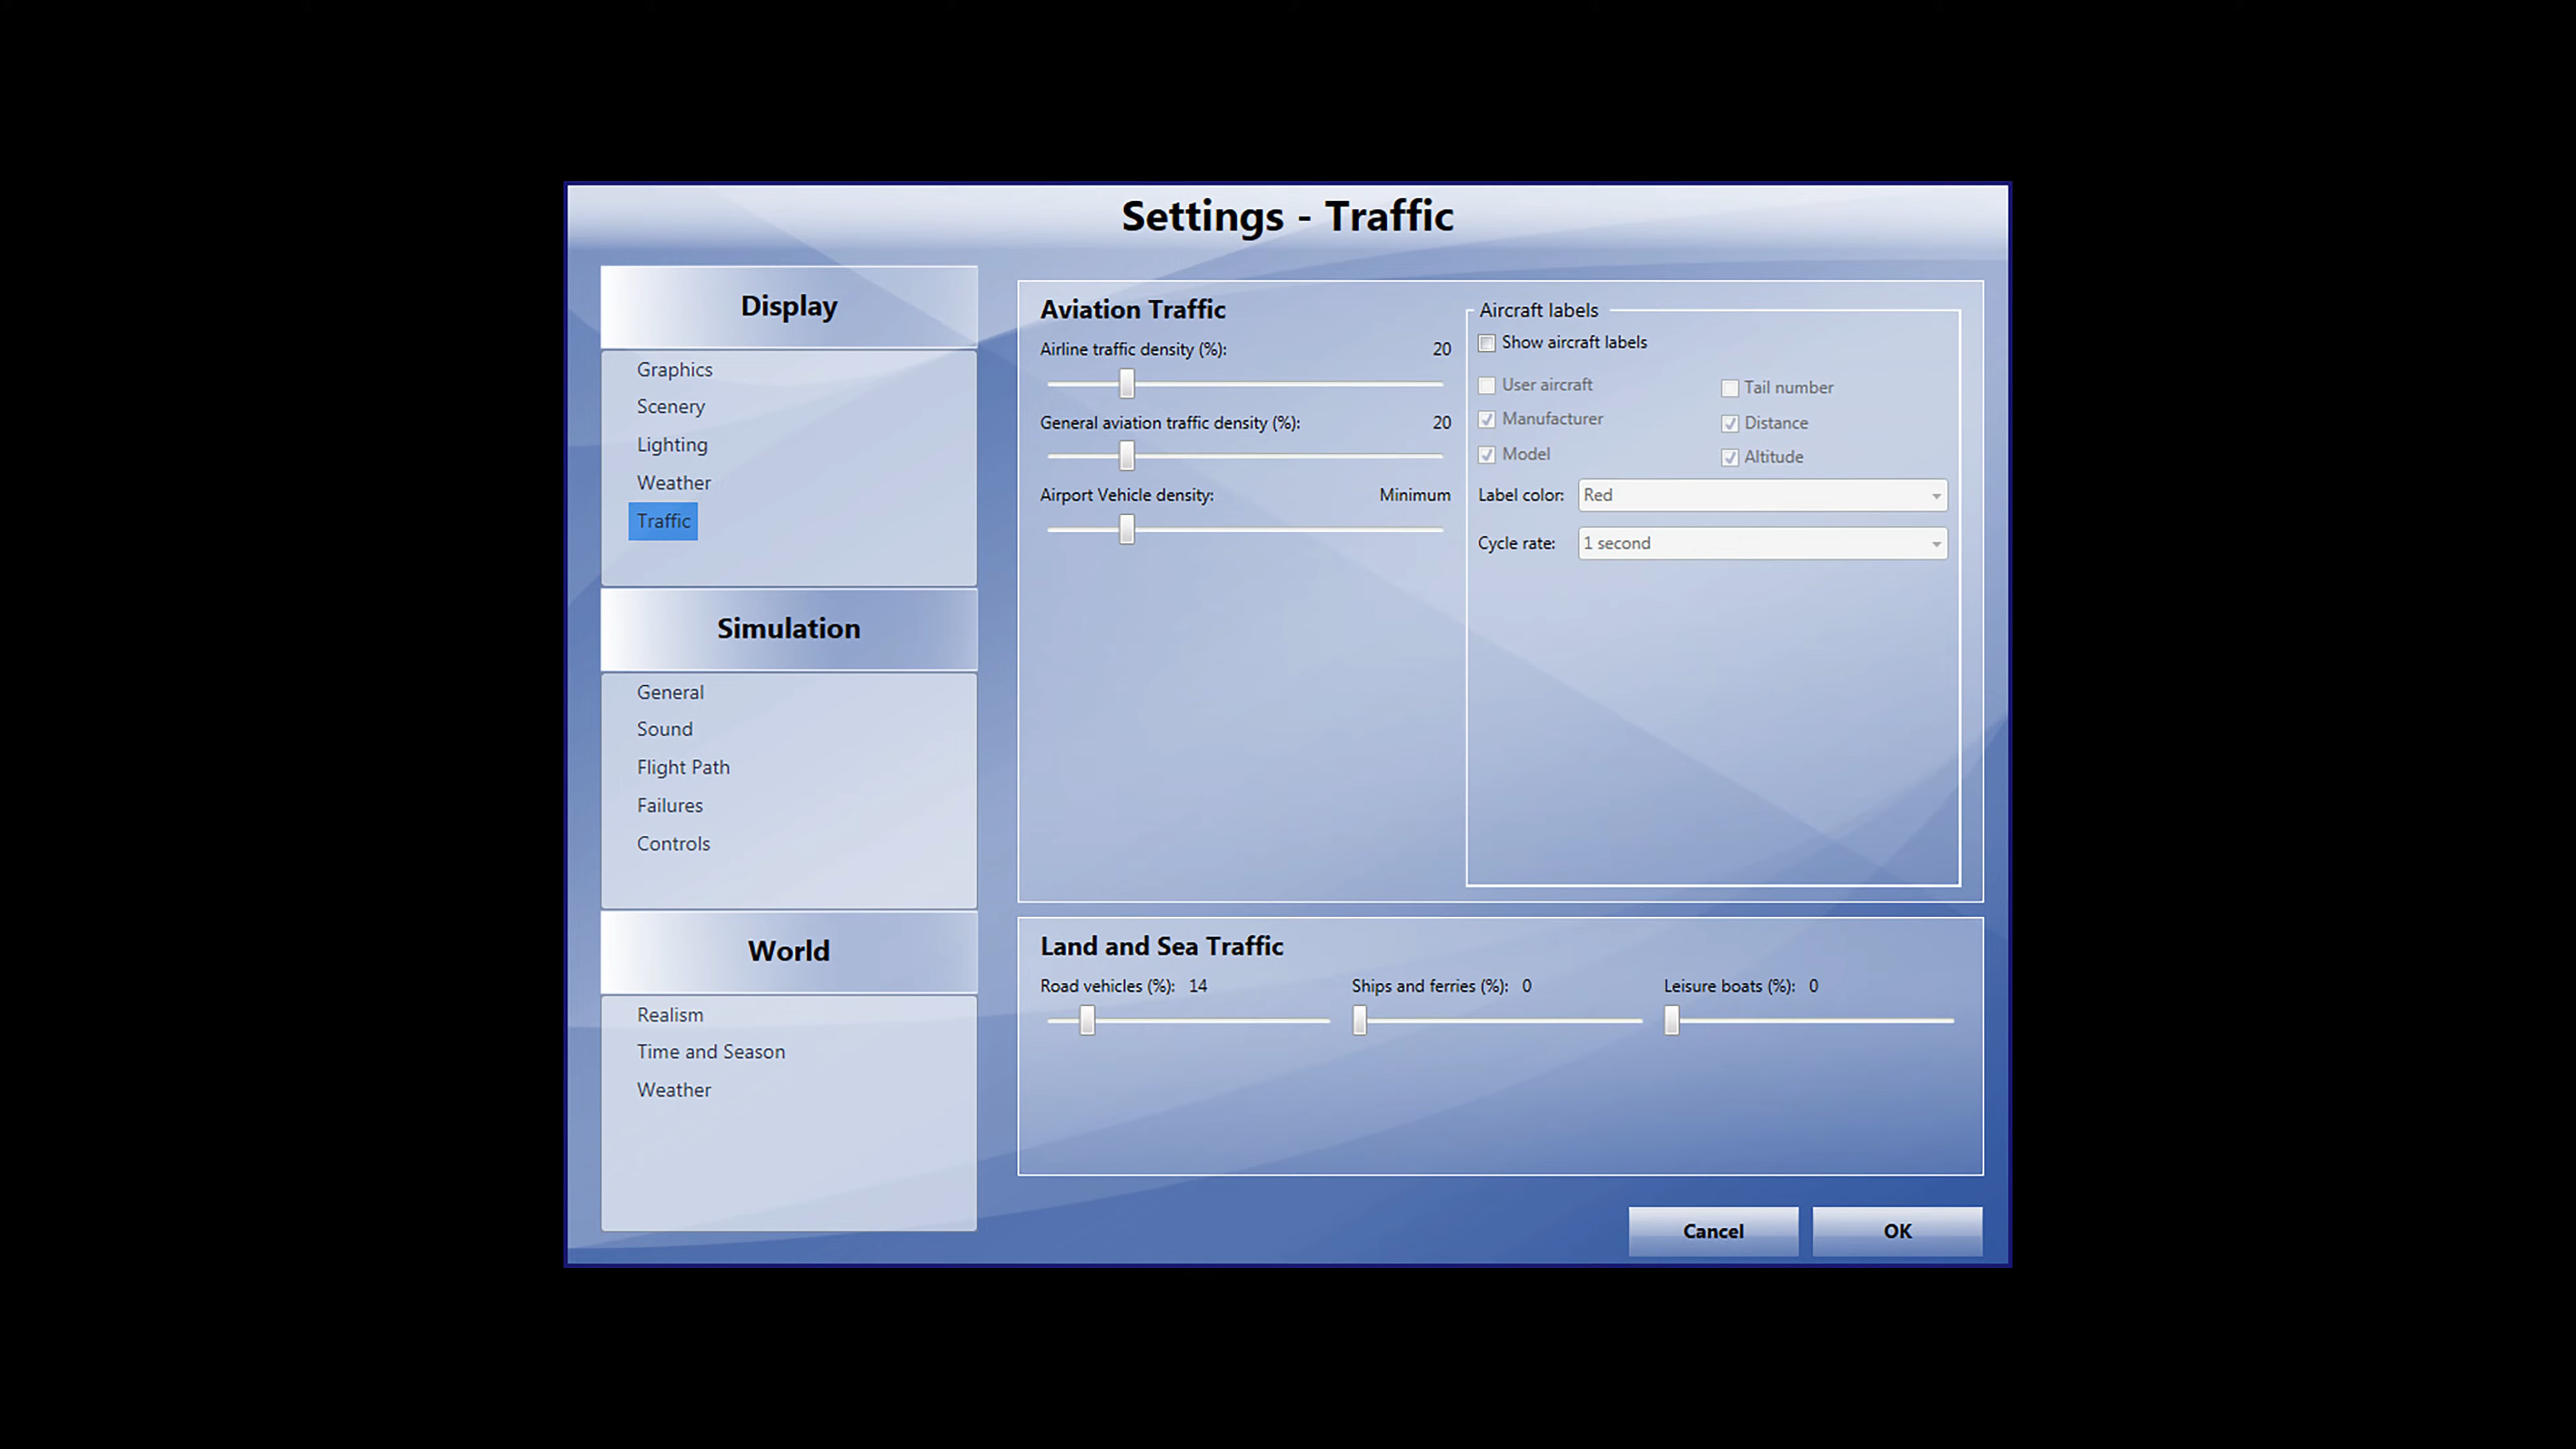 Settings - Traffic
Display
Graphics
Scenery
Lighting
Weather
Traffic
Simulation
General
Sound
Flight Path
Failures
Controls
World
Realism
Time and Season
Weather
Aviation Traffic
Airline traffic density (%): 20
General aviation traffic density (%): 20
Airport Vehicle density: Minimum
Aircraft labels
Show aircraft labels
User aircraft
Tail number
Manufacturer
Distance
Model
Altitude
Label color: Red
Cycle rate: 1 second
Land and Sea Traffic
Road vehicles (%): 14
Ships and ferries (%): 0
Leisure boats (%): 0
Cancel
OK